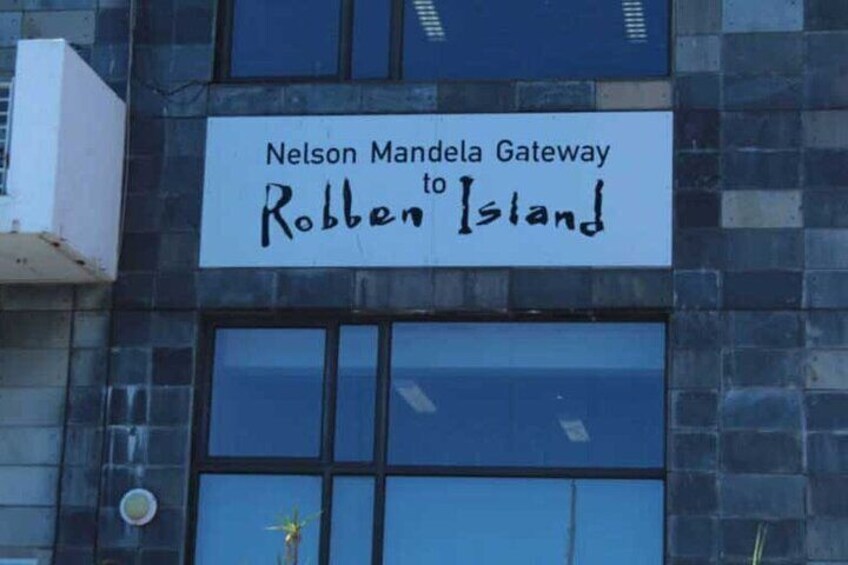 Nelson Mandela Gateway
to
Robben Island